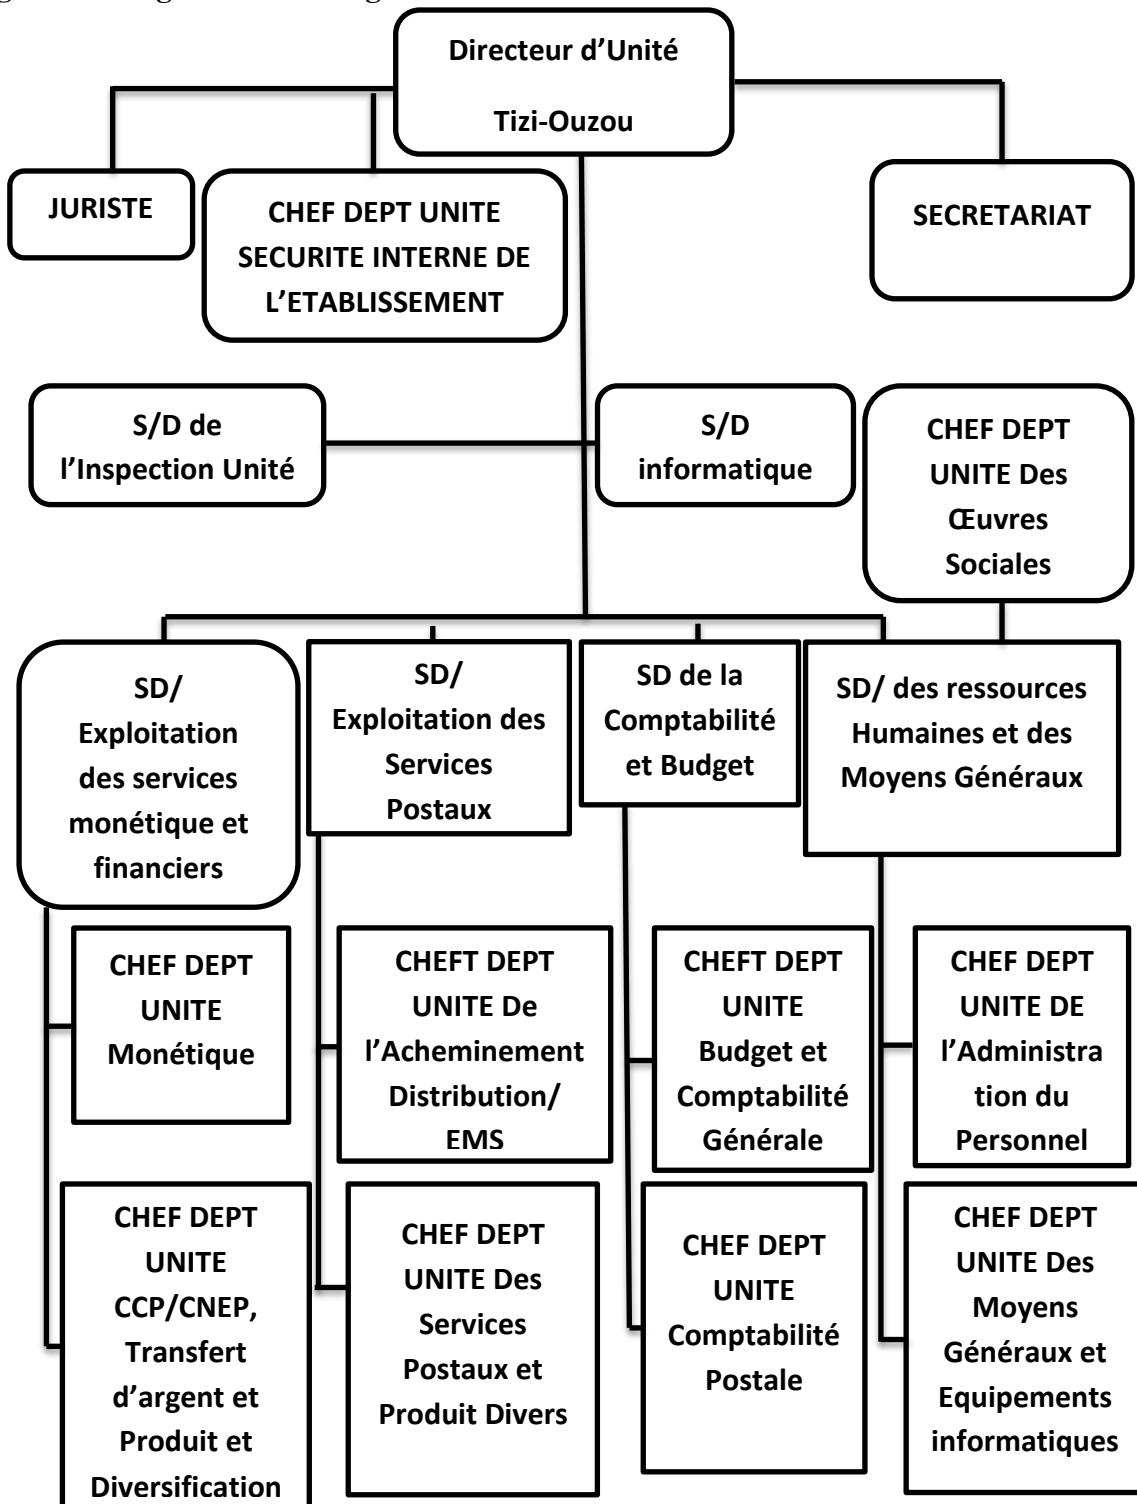 Directeur d’Unité
Tizi-Ouzou
JURISTE
CHEF DEPT UNITE
SECURITE INTERNE DE
L’ETABLISSEMENT
SECRETARIAT
S/D de
l’Inspection Unité
S/D
informatique
CHEF DEPT
UNITE Des
Œuvres
Sociales
SD/
Exploitation
des services
monétique et
financiers
SD/
Exploitation des
Services
Postaux
SD de la
Comptabilité
et Budget
SD/ des ressources
Humaines et des
Moyens Généraux
CHEF DEPT
UNITE
Monétique
CHEFT DEPT
UNITE De
l’Acheminement
Distribution/
EMS
CHEFT DEPT
UNITE
Budget et
Comptabilité
Générale
CHEF DEPT
UNITE DE
l’Administra
tion du
Personnel
CHEF DEPT
UNITE
CCP/CNEP,
Transfert
d’argent et
Produit et
Diversification
CHEF DEPT
UNITE Des
Services
Postaux et
Produit Divers
CHEF DEPT
UNITE
Comptabilité
Postale
CHEF DEPT
UNITE Des
Moyens
Généraux et
Equipements
informatiques